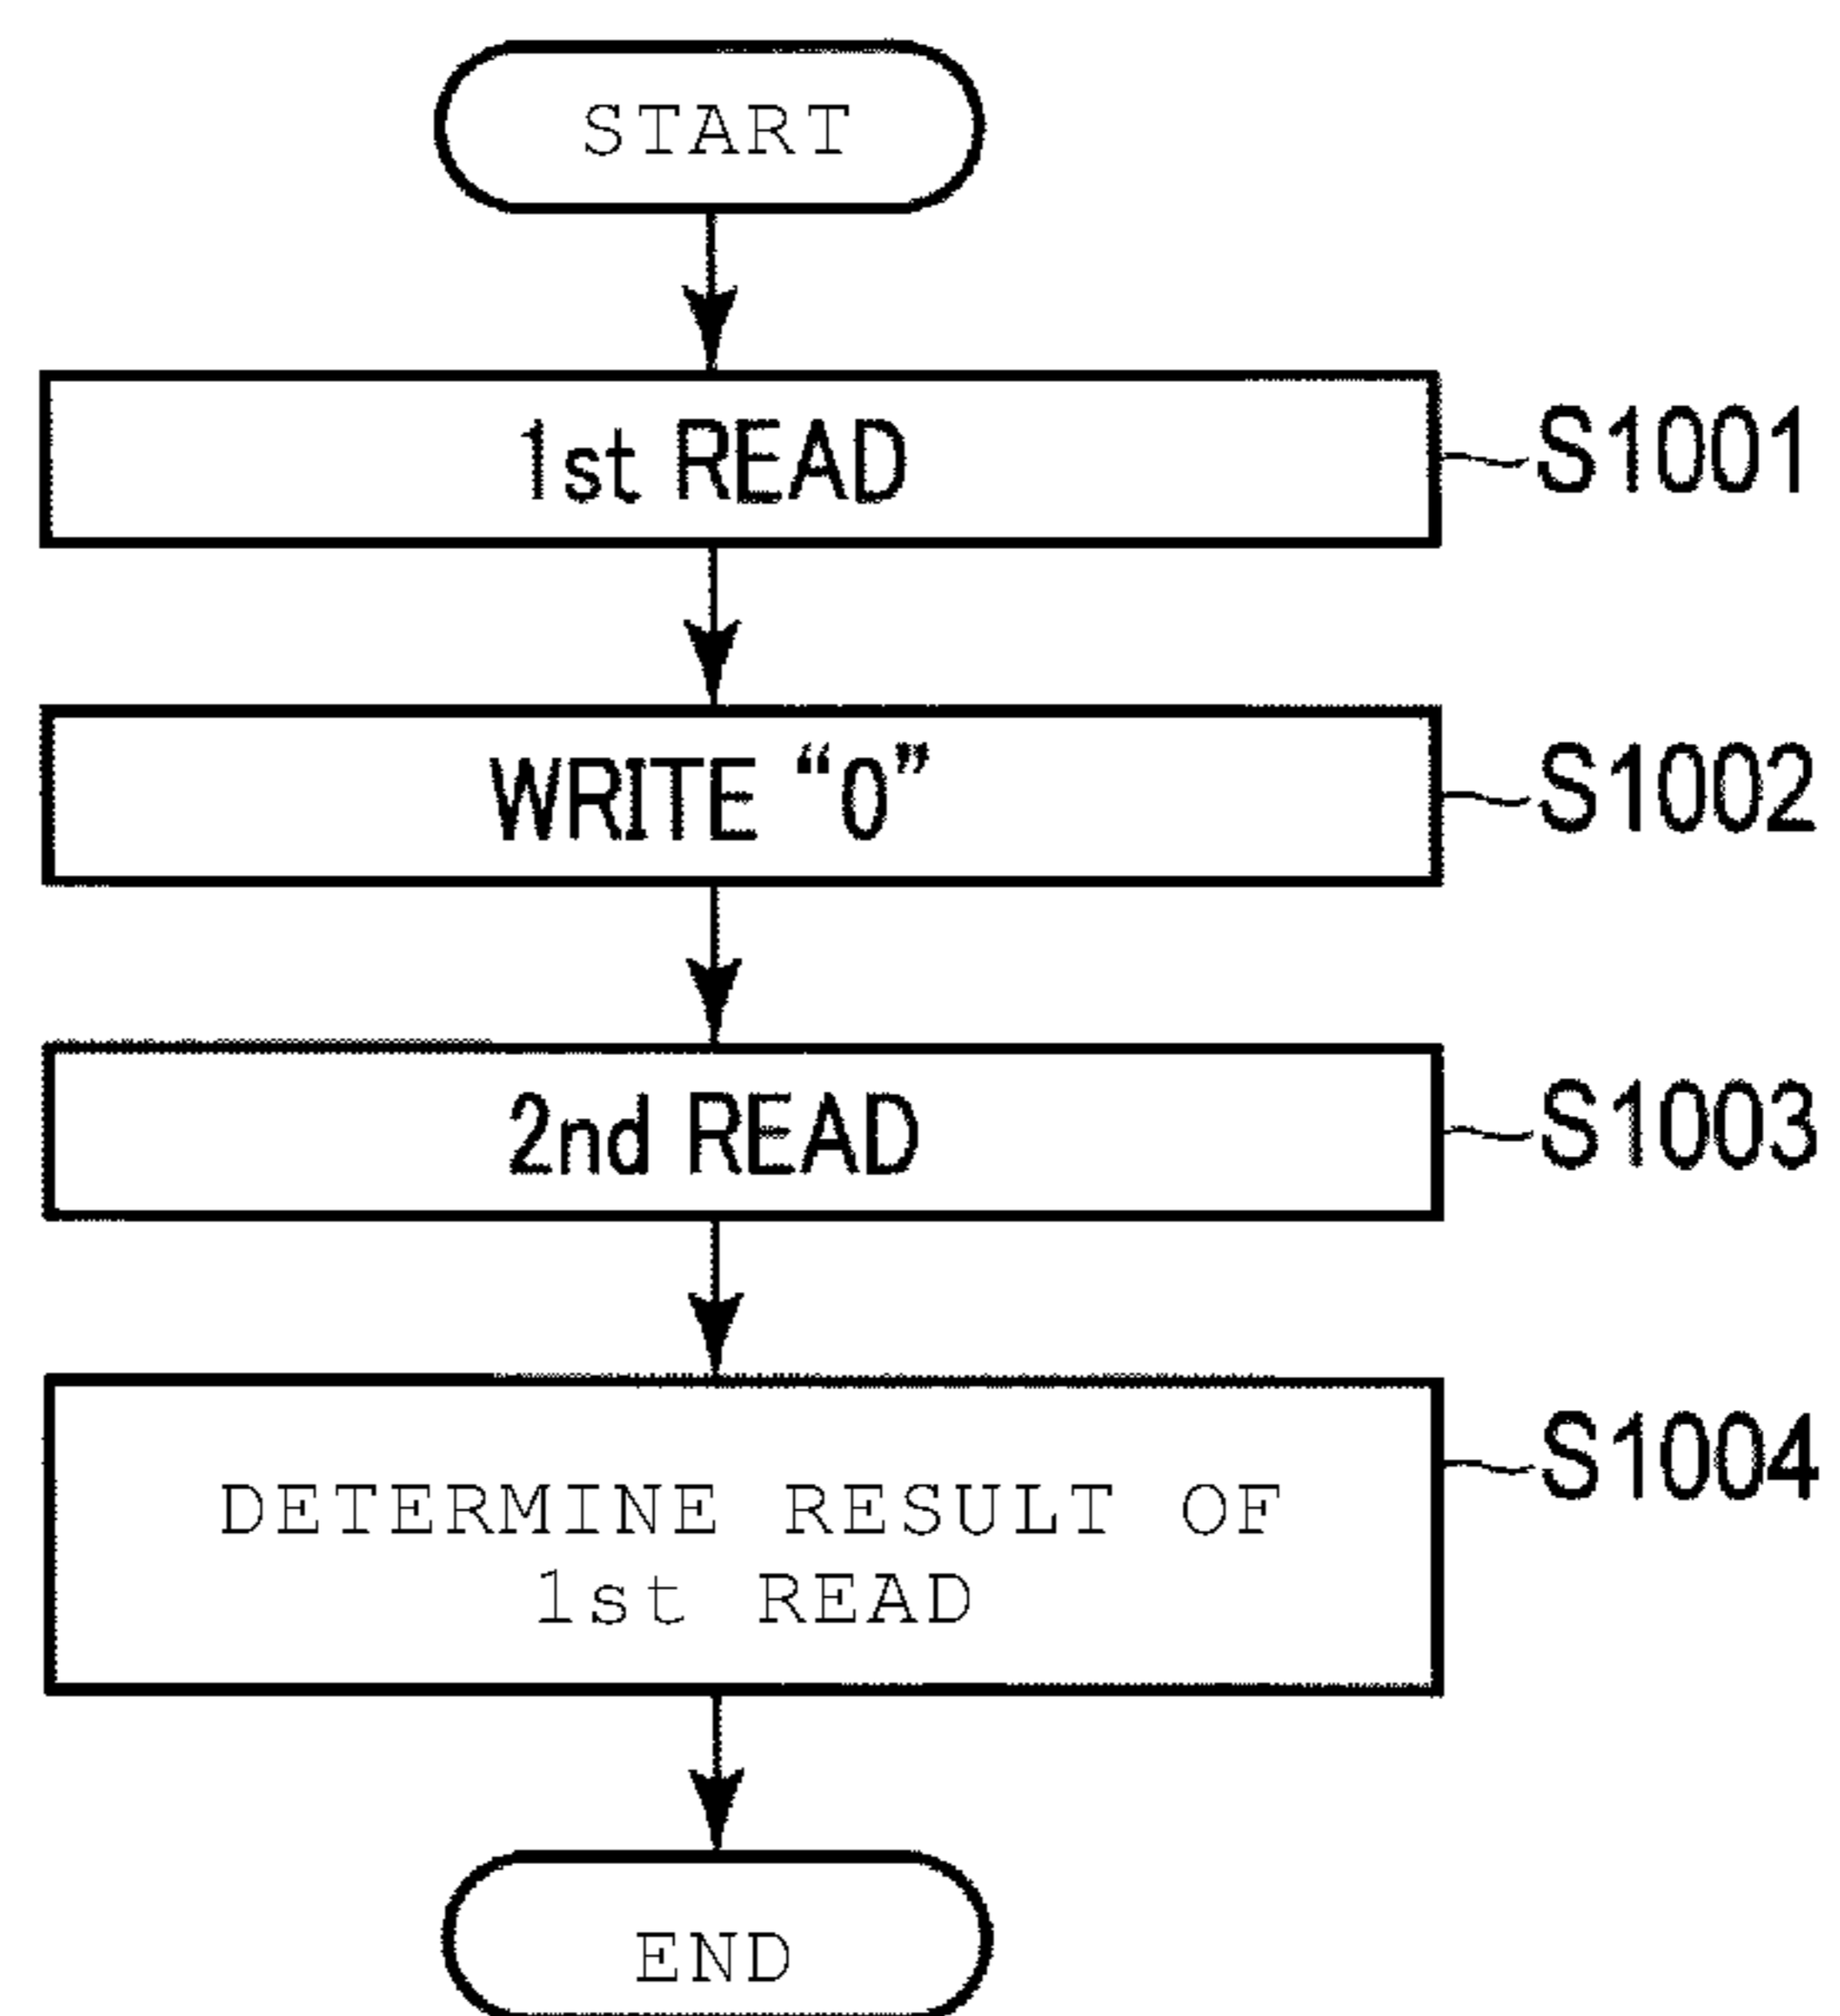 START
1st READ
S1001
WRITE “0”
S1002
2nd READ
S1003
DETERMINE RESULT OF
1st READ
S1004
END